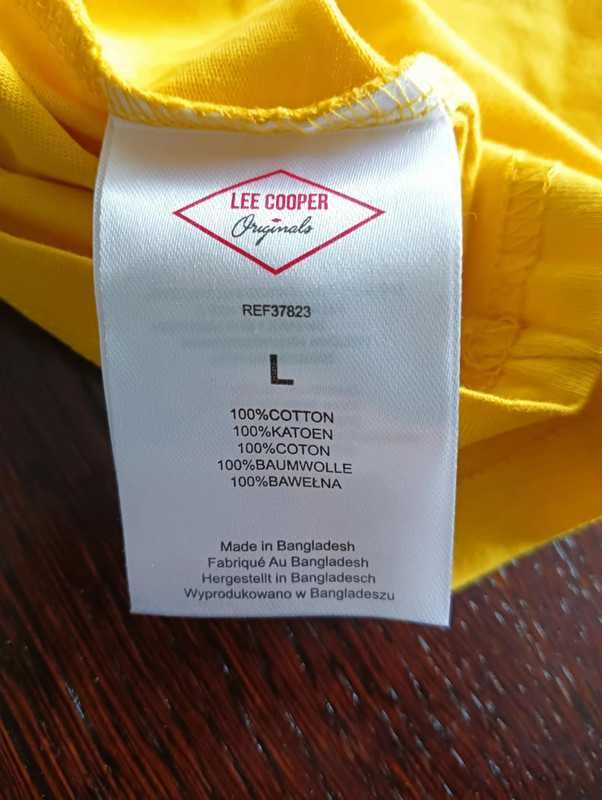 LEE COOPER
Originals
REF37823
L
100%COTTON
100%KATOEN
100%COTON
100%BAUMWOLLE
100%BAWEŁNA
Made in Bangladesh
Fabriqué Au Bangladesh
Hergestellt in Bangladesch
Wyprodukowano w Bangladeszu